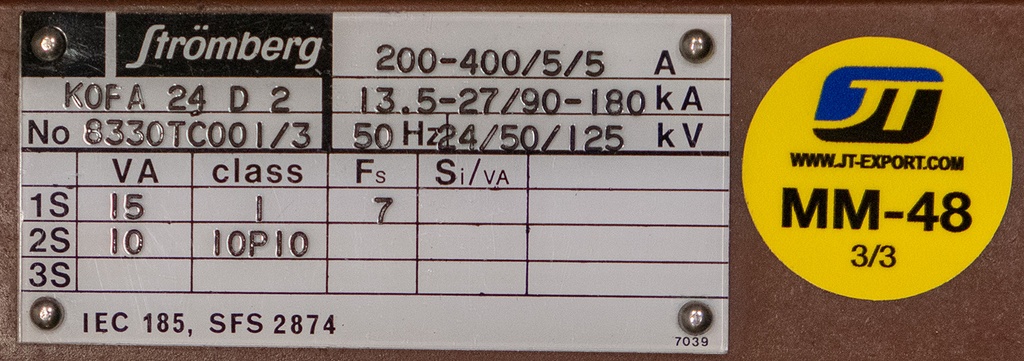 Strömberg
200-400/5/5 A
KOFA 24 D 2
13.5-27/90-180 kA
No 8330TC001/3
50 Hz 24/50/125 kV
VA class Fs Si/VA
1S 15 1 7
2S 10 10P10
3S
IEC 185, SFS 2874
7039
JT
WWW.JT-EXPORT.COM
MM-48
3/3